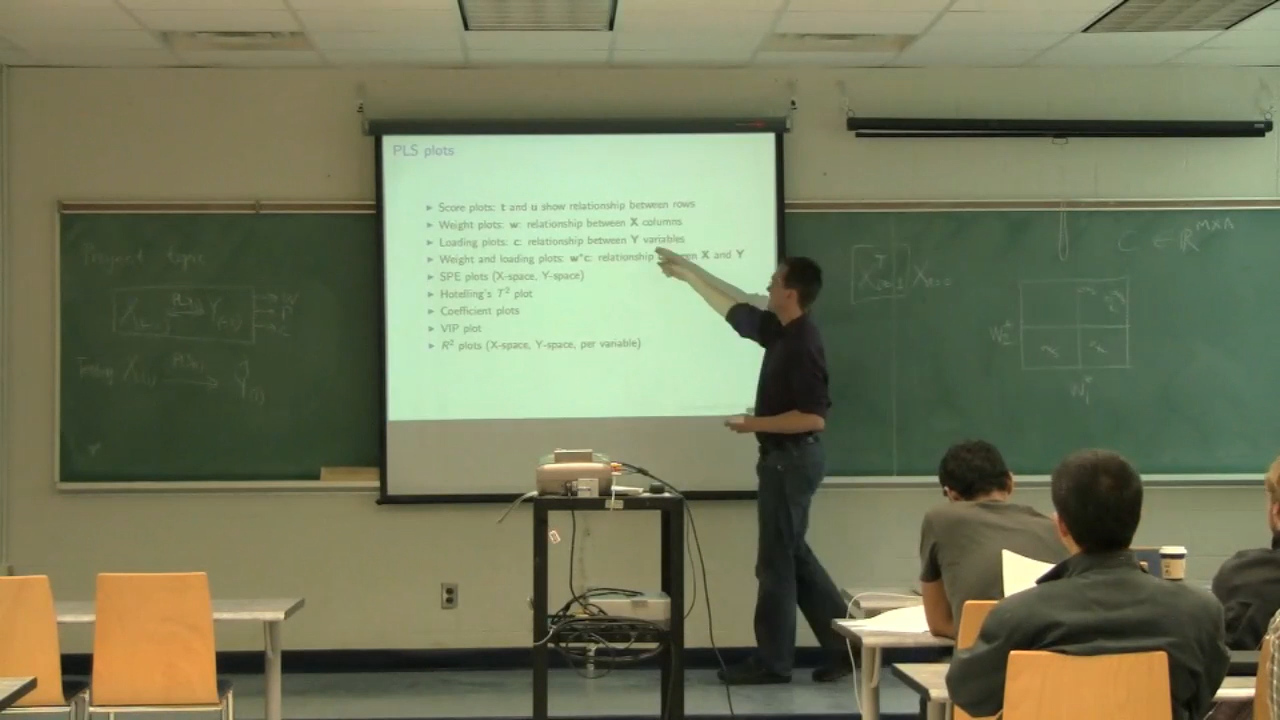 PLS plots
▶ Score plots: t and u show relationship between rows
▶ Weight plots: w: relationship between X columns
▶ Loading plots: c: relationship between Y variables
▶ Weight and loading plots: w*c: relationship X and Y
▶ SPE plots (X-space, Y-space)
▶ Hotelling's T² plot
▶ Coefficient plots
▶ VIP plot
▶ R² plots (X-space, Y-space, per variable)
Project topic
C ∈ ℝ^{M×A}